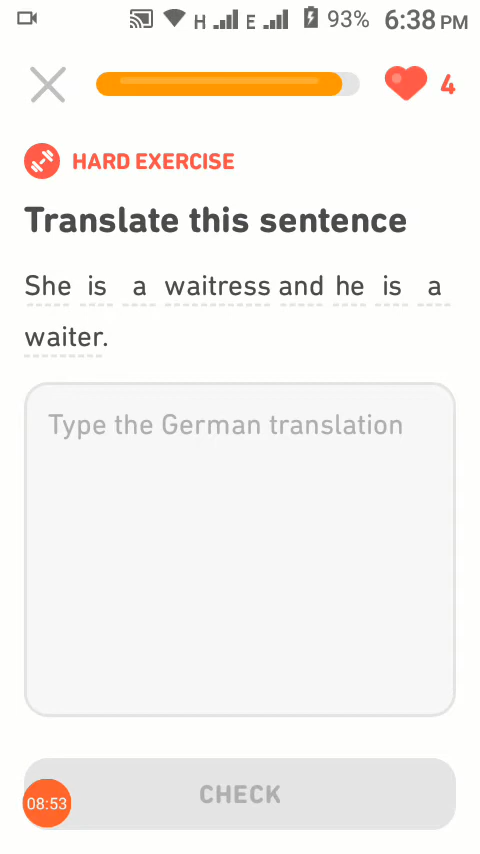 H E 93% 6:38 PM
4
HARD EXERCISE
Translate this sentence
She is a waitress and he is a
waiter.
Type the German translation
CHECK
08:53